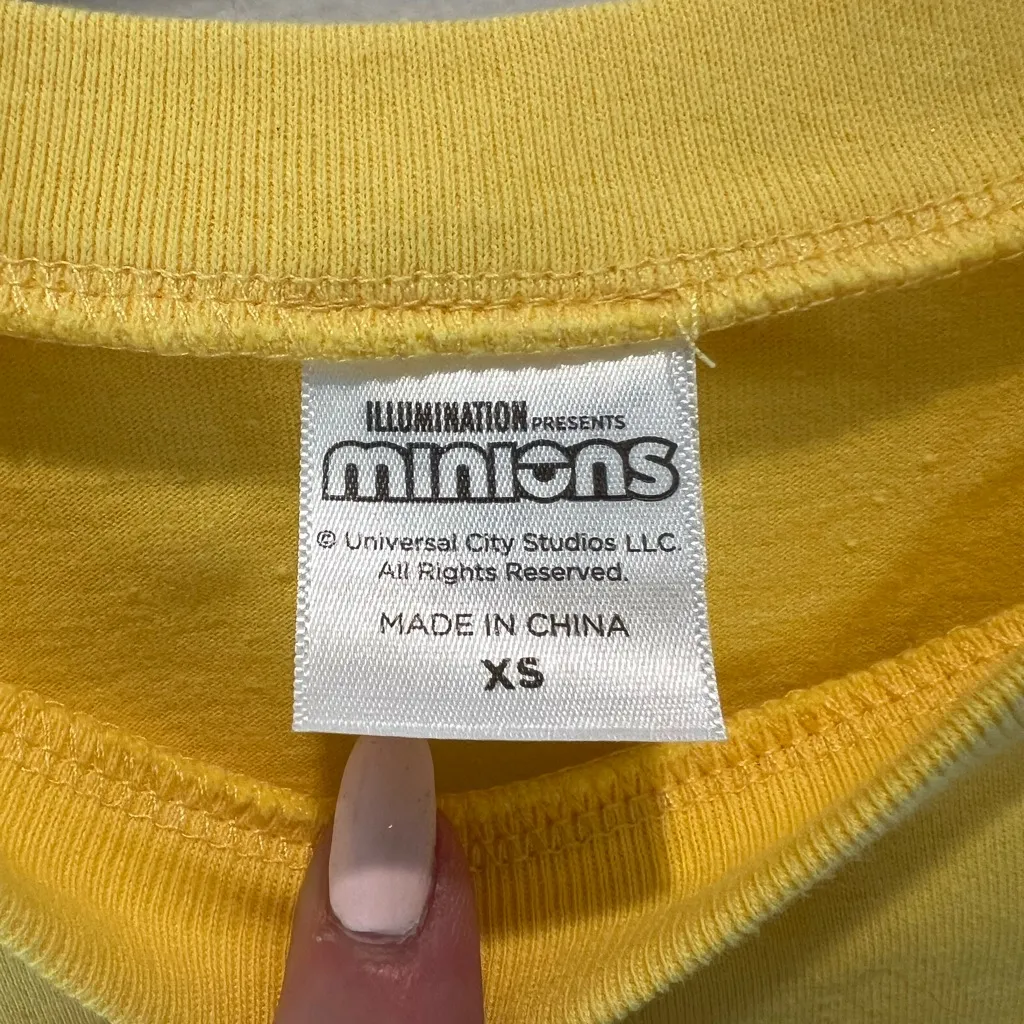 ILLUMINATION PRESENTS
minions
© Universal City Studios LLC.
All Rights Reserved.
MADE IN CHINA
XS